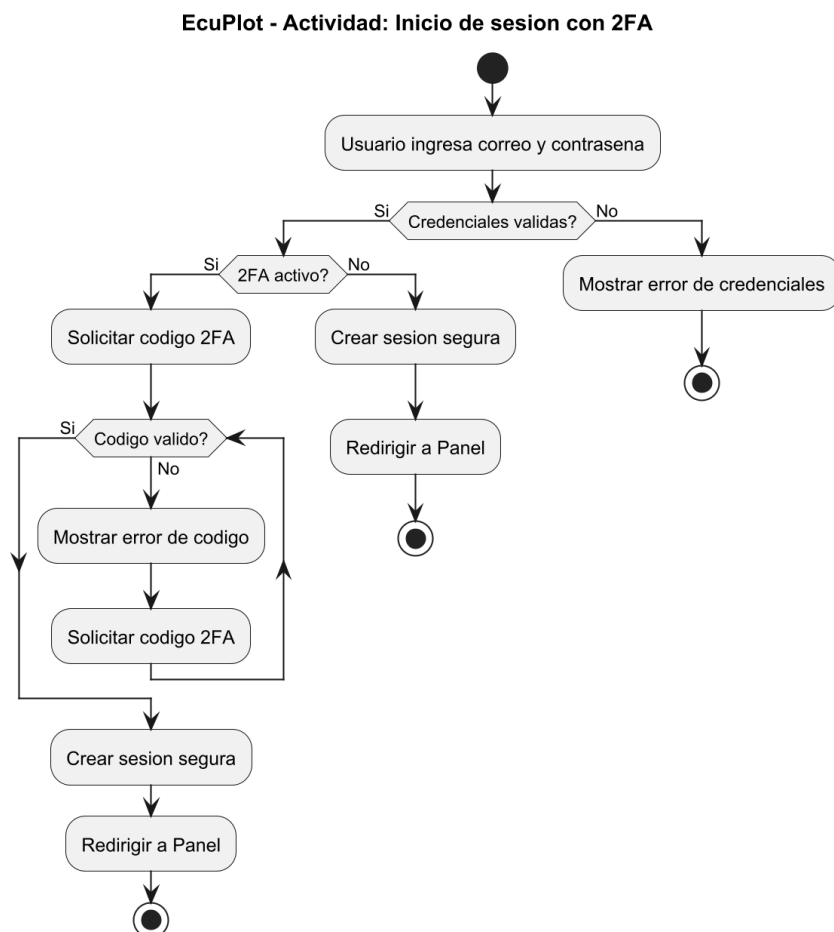 EcuPlot - Actividad: Inicio de sesion con 2FA
Usuario ingresa correo y contrasena
Si
Credenciales validas?
No
Si
2FA activo?
No
Mostrar error de credenciales
Solicitar codigo 2FA
Crear sesion segura
Si
Codigo valido?
No
Redirigir a Panel
Mostrar error de codigo
Solicitar codigo 2FA
Crear sesion segura
Redirigir a Panel